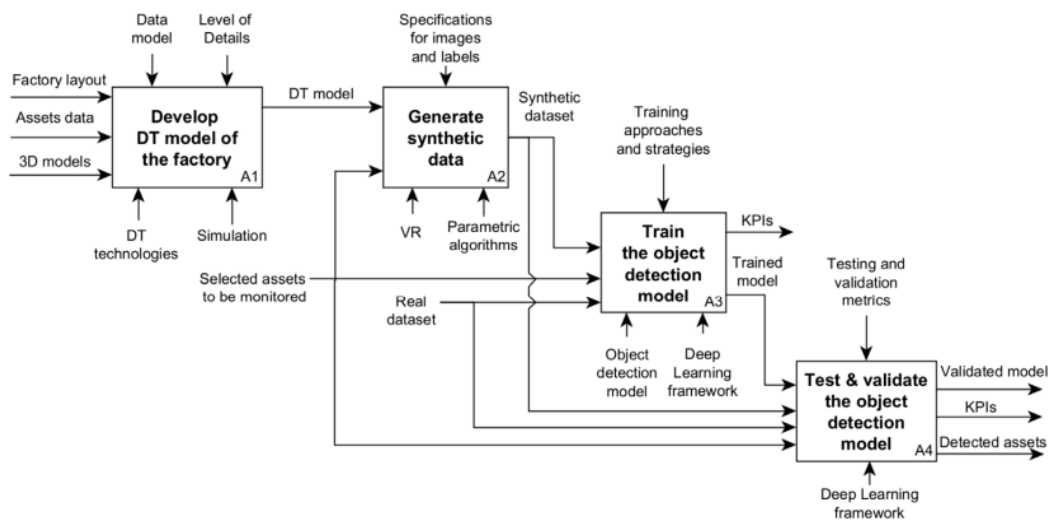 Data
model
Level of
Details
Specifications
for images
and labels
Factory layout
Assets data
3D models
Develop
DT model of
the factory
A1
DT model
Generate
synthetic
data
A2
Synthetic
dataset
Training
approaches
and strategies
DT
technologies
Simulation
VR
Parametric
algorithms
Selected assets
to be monitored
Real
dataset
Train
the object
detection
model
A3
KPIs
Trained
model
Testing and
validation
metrics
Object
detection
model
Deep
Learning
framework
Test & validate
the object
detection
model
A4
Validated model
KPIs
Detected assets
Deep Learning
framework